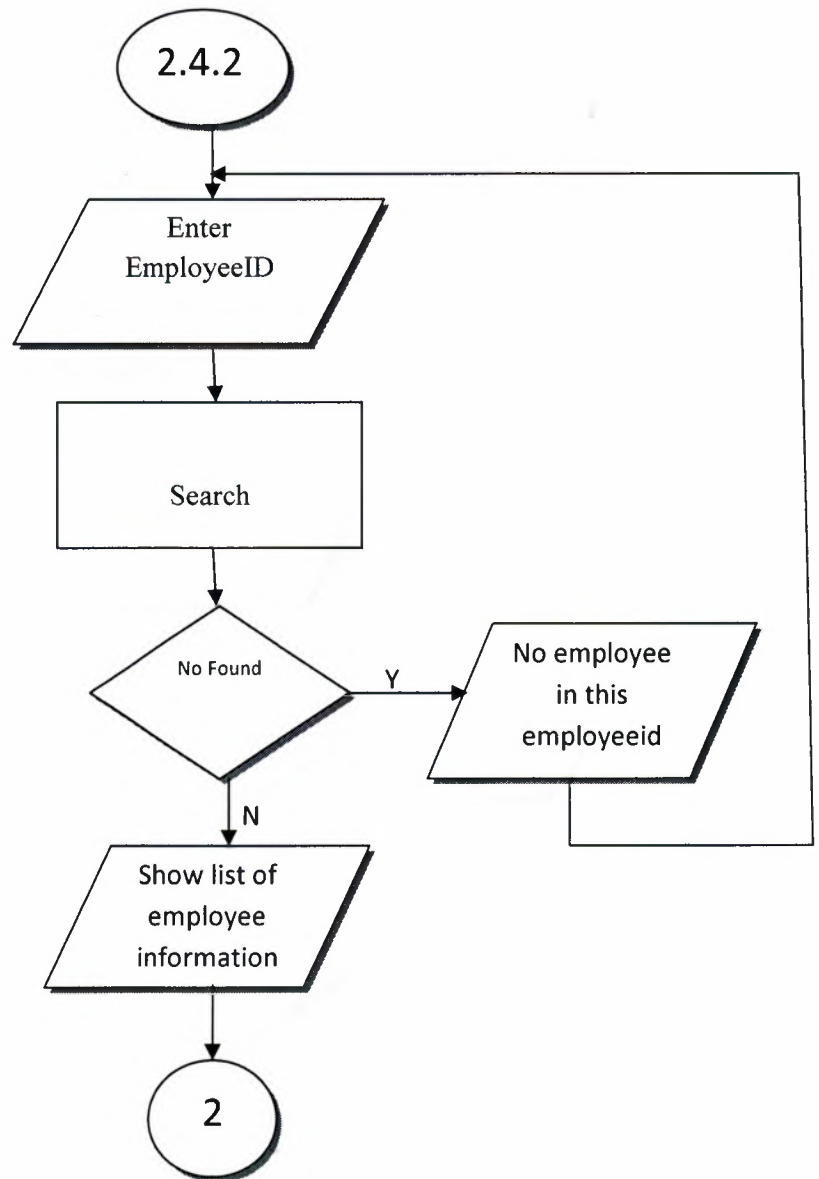 2.4.2
Enter
EmployeeID
Search
No Found
Y
No employee
in this
employeeid
N
Show list of
employee
information
2